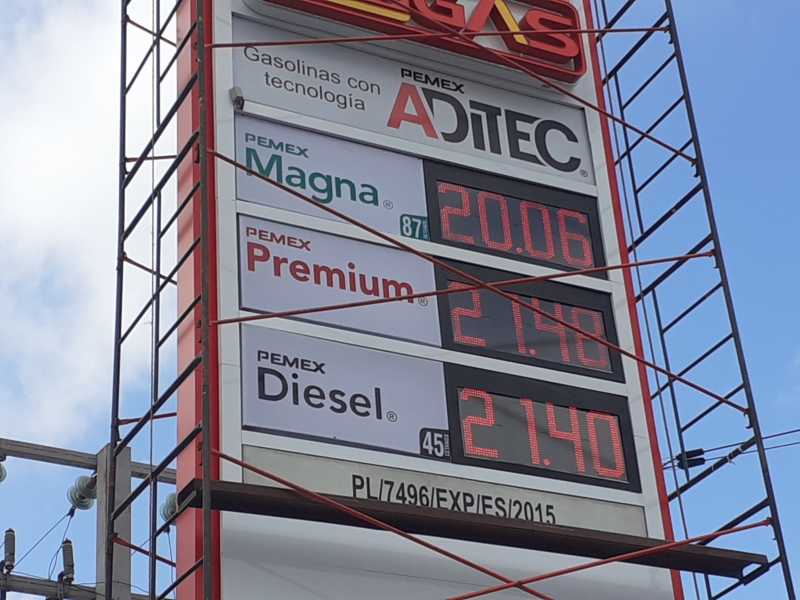 GAS
Gasolinas con
tecnología
PEMEX
ADITEC®
PEMEX
Magna®
87
20.06
PEMEX
Premium®
21.48
PEMEX
Diesel®
45
21.40
PL/7496/EXP/ES/2015